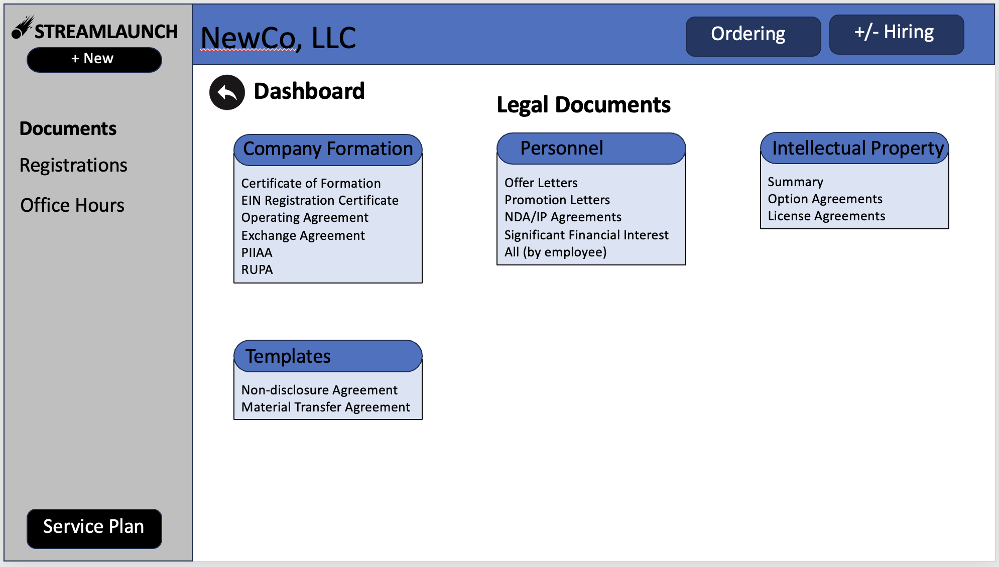 STREAMLAUNCH
+ New
Documents
Registrations
Office Hours
Service Plan
NewCo, LLC
Ordering
+/- Hiring
Dashboard
Legal Documents
Company Formation
Certificate of Formation
EIN Registration Certificate
Operating Agreement
Exchange Agreement
PIIAA
RUPA
Personnel
Offer Letters
Promotion Letters
NDA/IP Agreements
Significant Financial Interest
All (by employee)
Intellectual Property
Summary
Option Agreements
License Agreements
Templates
Non-disclosure Agreement
Material Transfer Agreement